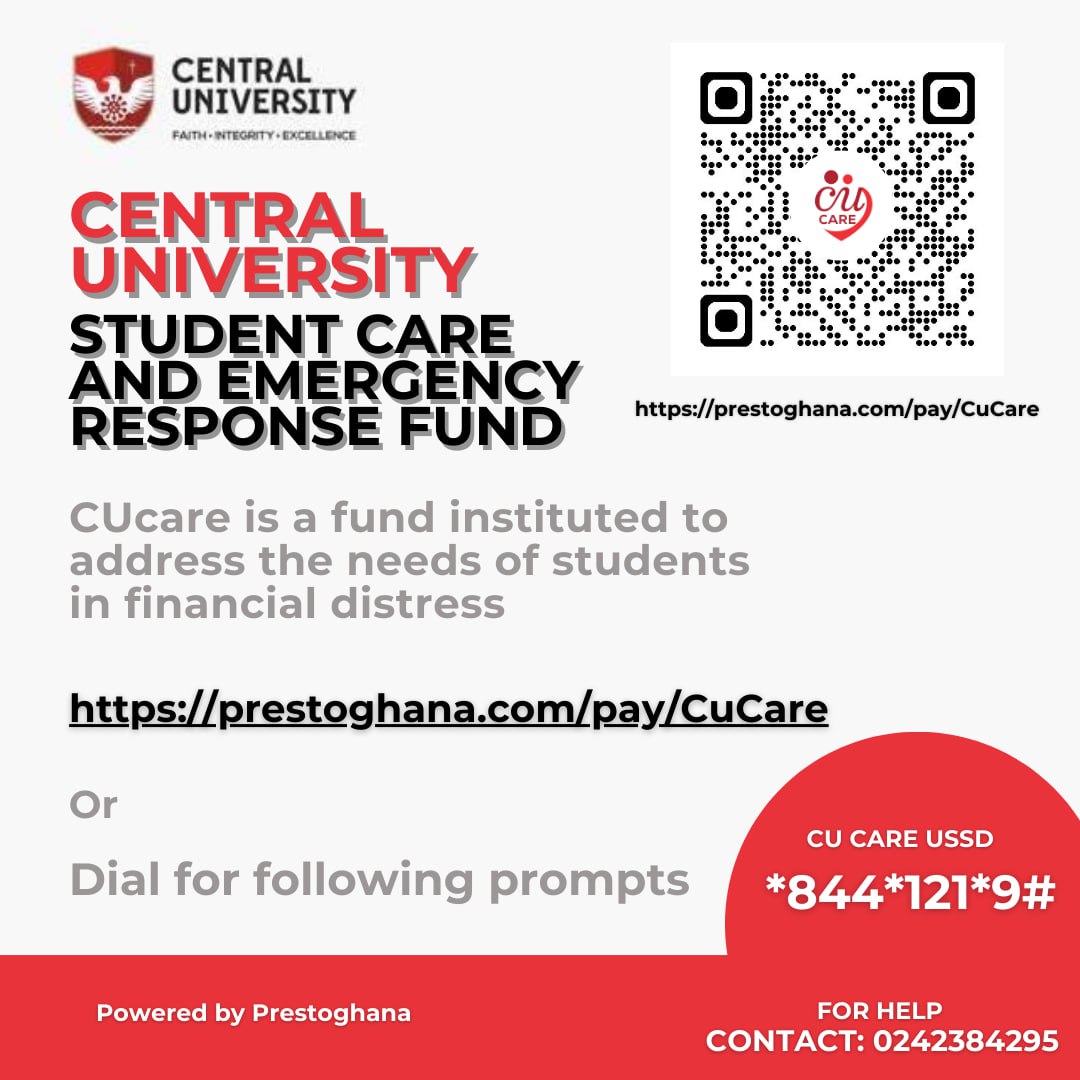 CENTRAL
UNIVERSITY
FAITH • INTEGRITY • EXCELLENCE
CENTRAL
UNIVERSITY
STUDENT CARE
AND EMERGENCY
RESPONSE FUND
cu
CARE
https://prestoghana.com/pay/CuCare
CUcare is a fund instituted to
address the needs of students
in financial distress
https://prestoghana.com/pay/CuCare
Or
Dial for following prompts
CU CARE USSD
*844*121*9#
Powered by Prestoghana
FOR HELP
CONTACT: 0242384295